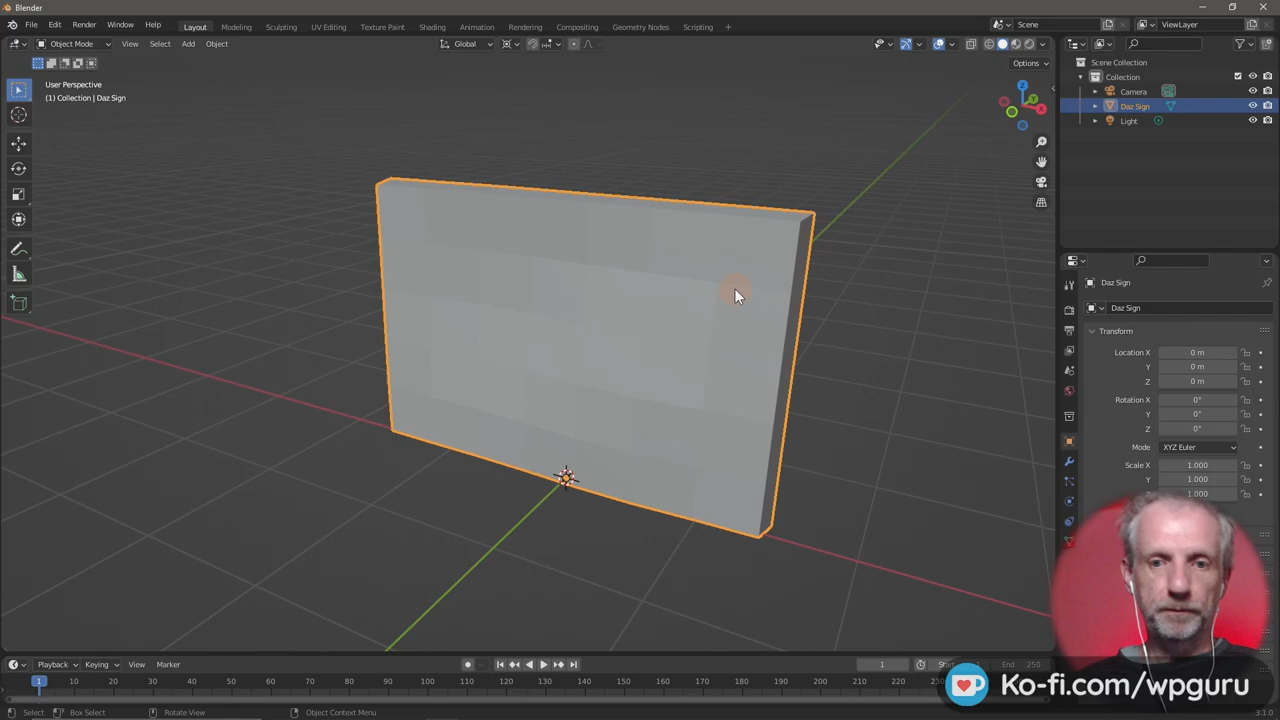 Blender
File Edit Render Window Help
Layout Modeling Sculpting UV Editing Texture Paint Shading Animation Rendering Compositing Geometry Nodes Scripting +
Scene
ViewLayer
Object Mode View Select Add Object
Global
Options
User Perspective
(1) Collection | Daz Sign
Z
Y
X
Scene Collection
Collection
Camera
Daz Sign
Light
Daz Sign
Daz Sign
Transform
Location X 0 m
Y 0 m
Z 0 m
Rotation X 0°
Y 0°
Z 0°
Mode XYZ Euler
Scale X 1.000
Y 1.000
1.000
Playback Keying View Marker
1
Start
End 250
1 10 20 30 40 50 60 70 80 90 100 110 120 130 140 150 160 170 180 190 200 210 220 230
Ko-fi.com/wpguru
Select Box Select Rotate View Object Context Menu
3.1.0